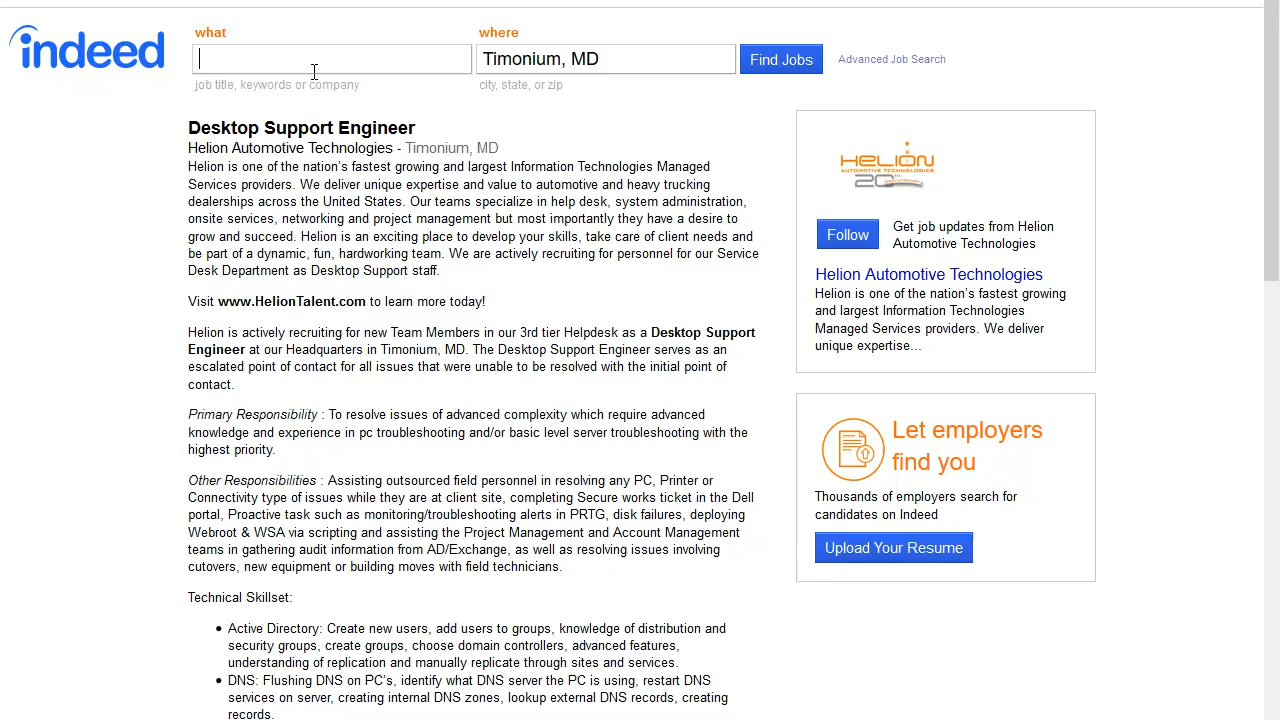 indeed
what
where
Timonium, MD
Find Jobs
Advanced Job Search
job title, keywords or company
city, state, or zip
Desktop Support Engineer
Helion Automotive Technologies - Timonium, MD
Helion is one of the nation's fastest growing and largest Information Technologies Managed
Services providers. We deliver unique expertise and value to automotive and heavy trucking
dealerships across the United States. Our teams specialize in help desk, system administration,
onsite services, networking and project management but most importantly they have a desire to
grow and succeed. Helion is an exciting place to develop your skills, take care of client needs and
be part of a dynamic, fun, hardworking team. We are actively recruiting for personnel for our Service
Desk Department as Desktop Support staff.
Visit www.HelionTalent.com to learn more today!
Helion is actively recruiting for new Team Members in our 3rd tier Helpdesk as a Desktop Support
Engineer at our Headquarters in Timonium, MD. The Desktop Support Engineer serves as an
escalated point of contact for all issues that were unable to be resolved with the initial point of
contact.
Primary Responsibility : To resolve issues of advanced complexity which require advanced
knowledge and experience in pc troubleshooting and/or basic level server troubleshooting with the
highest priority.
Other Responsibilities : Assisting outsourced field personnel in resolving any PC, Printer or
Connectivity type of issues while they are at client site, completing Secure works ticket in the Dell
portal, Proactive task such as monitoring/troubleshooting alerts in PRTG, disk failures, deploying
Webroot & WSA via scripting and assisting the Project Management and Account Management
teams in gathering audit information from AD/Exchange, as well as resolving issues involving
cutovers, new equipment or building moves with field technicians.
Technical Skillset:
• Active Directory: Create new users, add users to groups, knowledge of distribution and
security groups, create groups, choose domain controllers, advanced features,
understanding of replication and manually replicate through sites and services.
• DNS: Flushing DNS on PC's, identify what DNS server the PC is using, restart DNS
services on server, creating internal DNS zones, lookup external DNS records, creating
records.
HELION
AUTOMOTIVE TECHNOLOGIES
20TH
ANNIVERSARY
Follow
Get job updates from Helion
Automotive Technologies
Helion Automotive Technologies
Helion is one of the nation's fastest growing
and largest Information Technologies
Managed Services providers. We deliver
unique expertise...
Let employers
find you
Thousands of employers search for
candidates on Indeed
Upload Your Resume